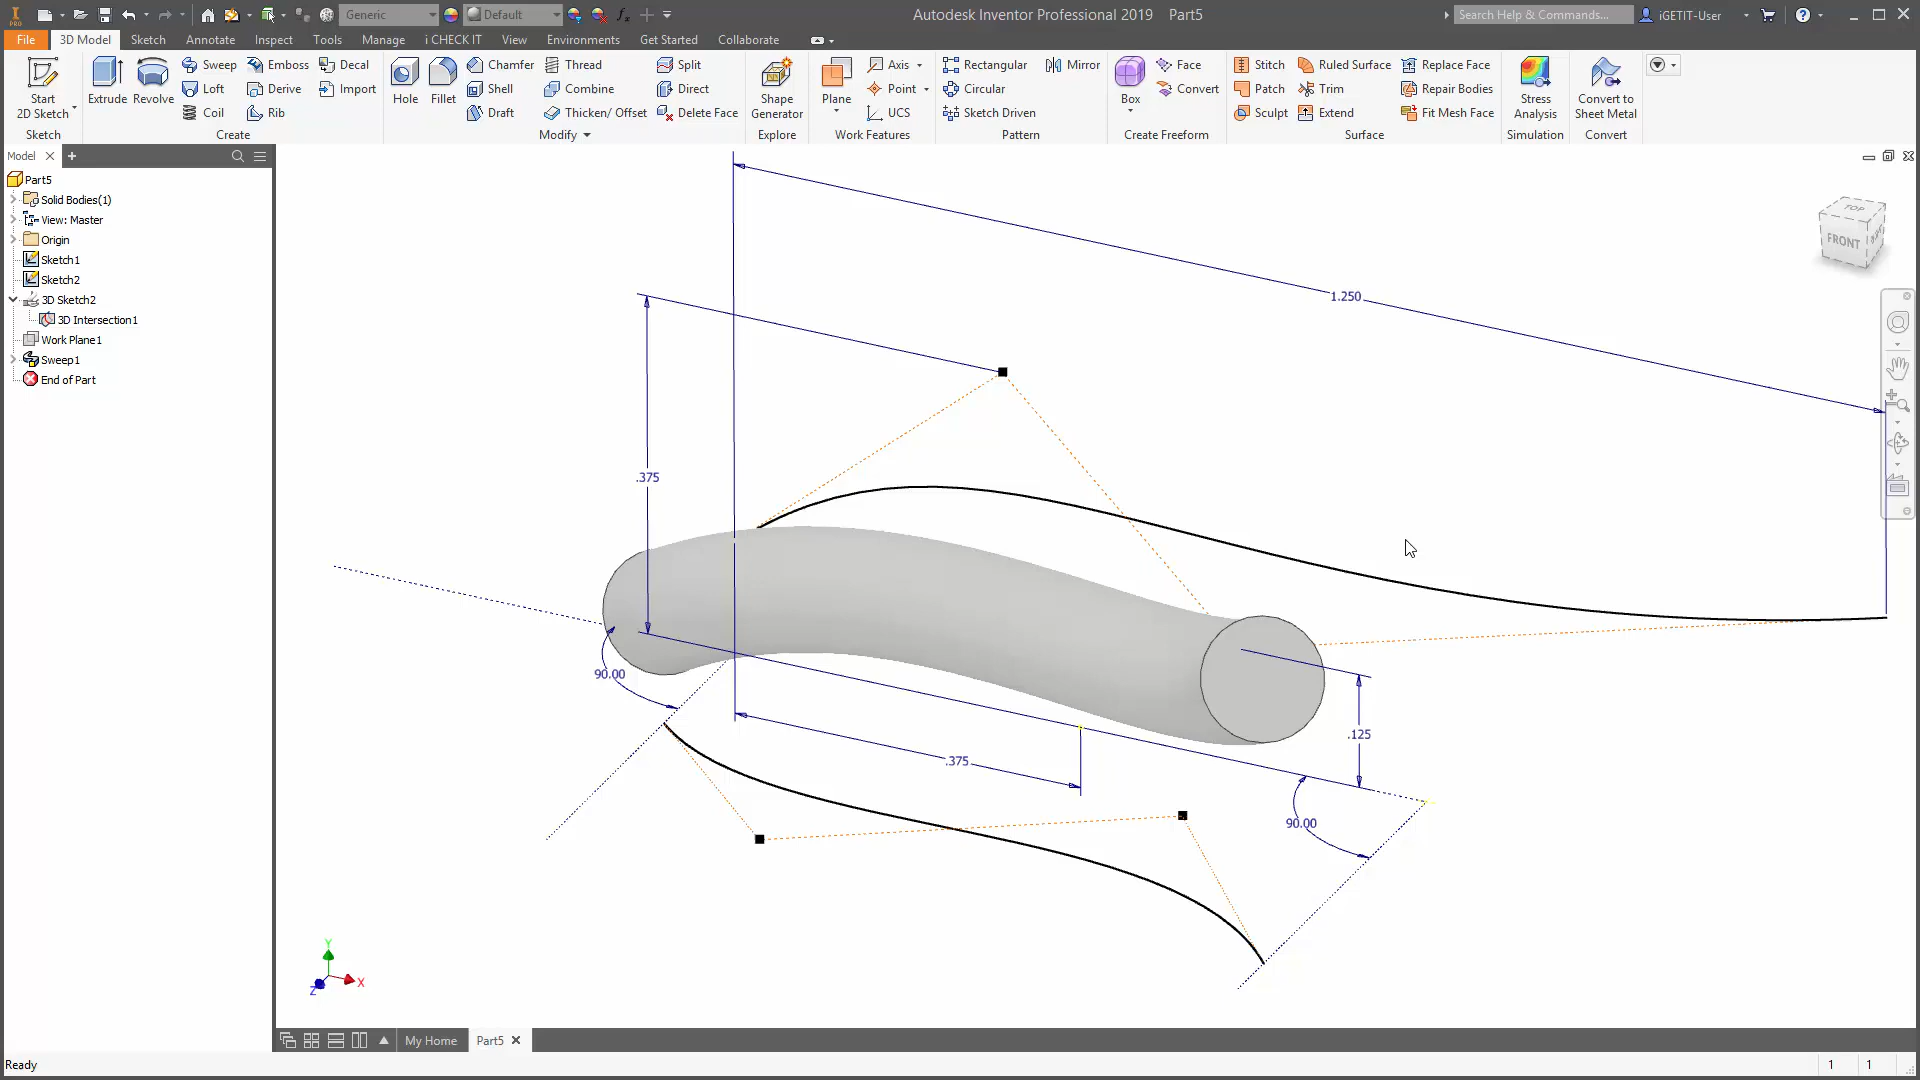 PRO
Generic
Default
fx
Autodesk Inventor Professional 2019 Part5
Search Help & Commands...
iGETIT-User
File
3D Model
Sketch
Annotate
Inspect
Tools
Manage
i CHECK IT
View
Environments
Get Started
Collaborate
Start
2D Sketch
Sketch
Extrude
Revolve
Sweep
Emboss
Decal
Loft
Derive
Import
Coil
Rib
Create
Hole
Fillet
Chamfer
Thread
Split
Shell
Combine
Direct
Draft
Thicken/ Offset
Delete Face
Modify
Shape
Generator
Explore
Plane
Axis
Point
UCS
Work Features
Rectangular
Mirror
Circular
Sketch Driven
Pattern
Box
Face
Convert
Create Freeform
Stitch
Ruled Surface
Replace Face
Patch
Trim
Repair Bodies
Sculpt
Extend
Fit Mesh Face
Surface
Stress
Analysis
Simulation
Convert to
Sheet Metal
Convert
Model
Part5
Solid Bodies(1)
View: Master
Origin
Sketch1
Sketch2
3D Sketch2
3D Intersection1
Work Plane1
Sweep1
End of Part
TOP
FRONT
1.250
.375
90.00
.125
.375
90.00
Y
X
Z
My Home
Part5
Ready
1 1